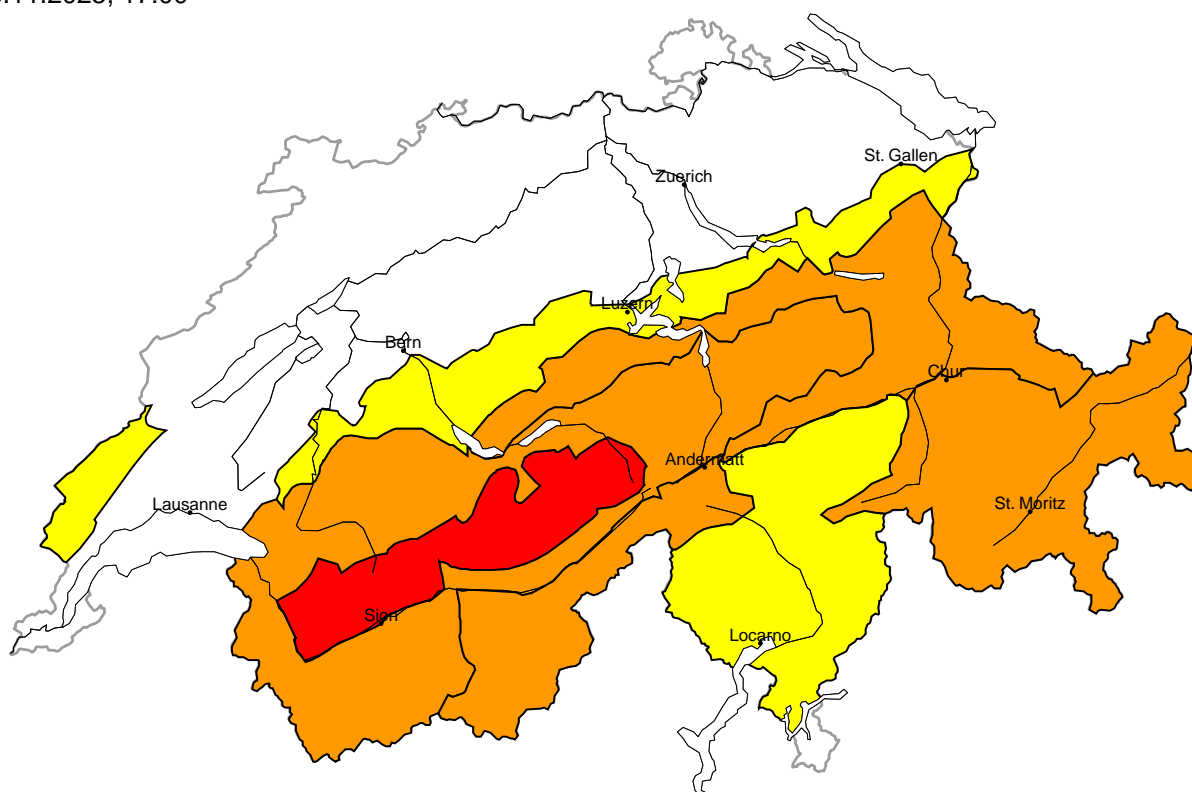 St. Gallen
Zuerich
Luzern
Bern
Chur
Andermatt
Lausanne
St. Moritz
Sion
Locarno